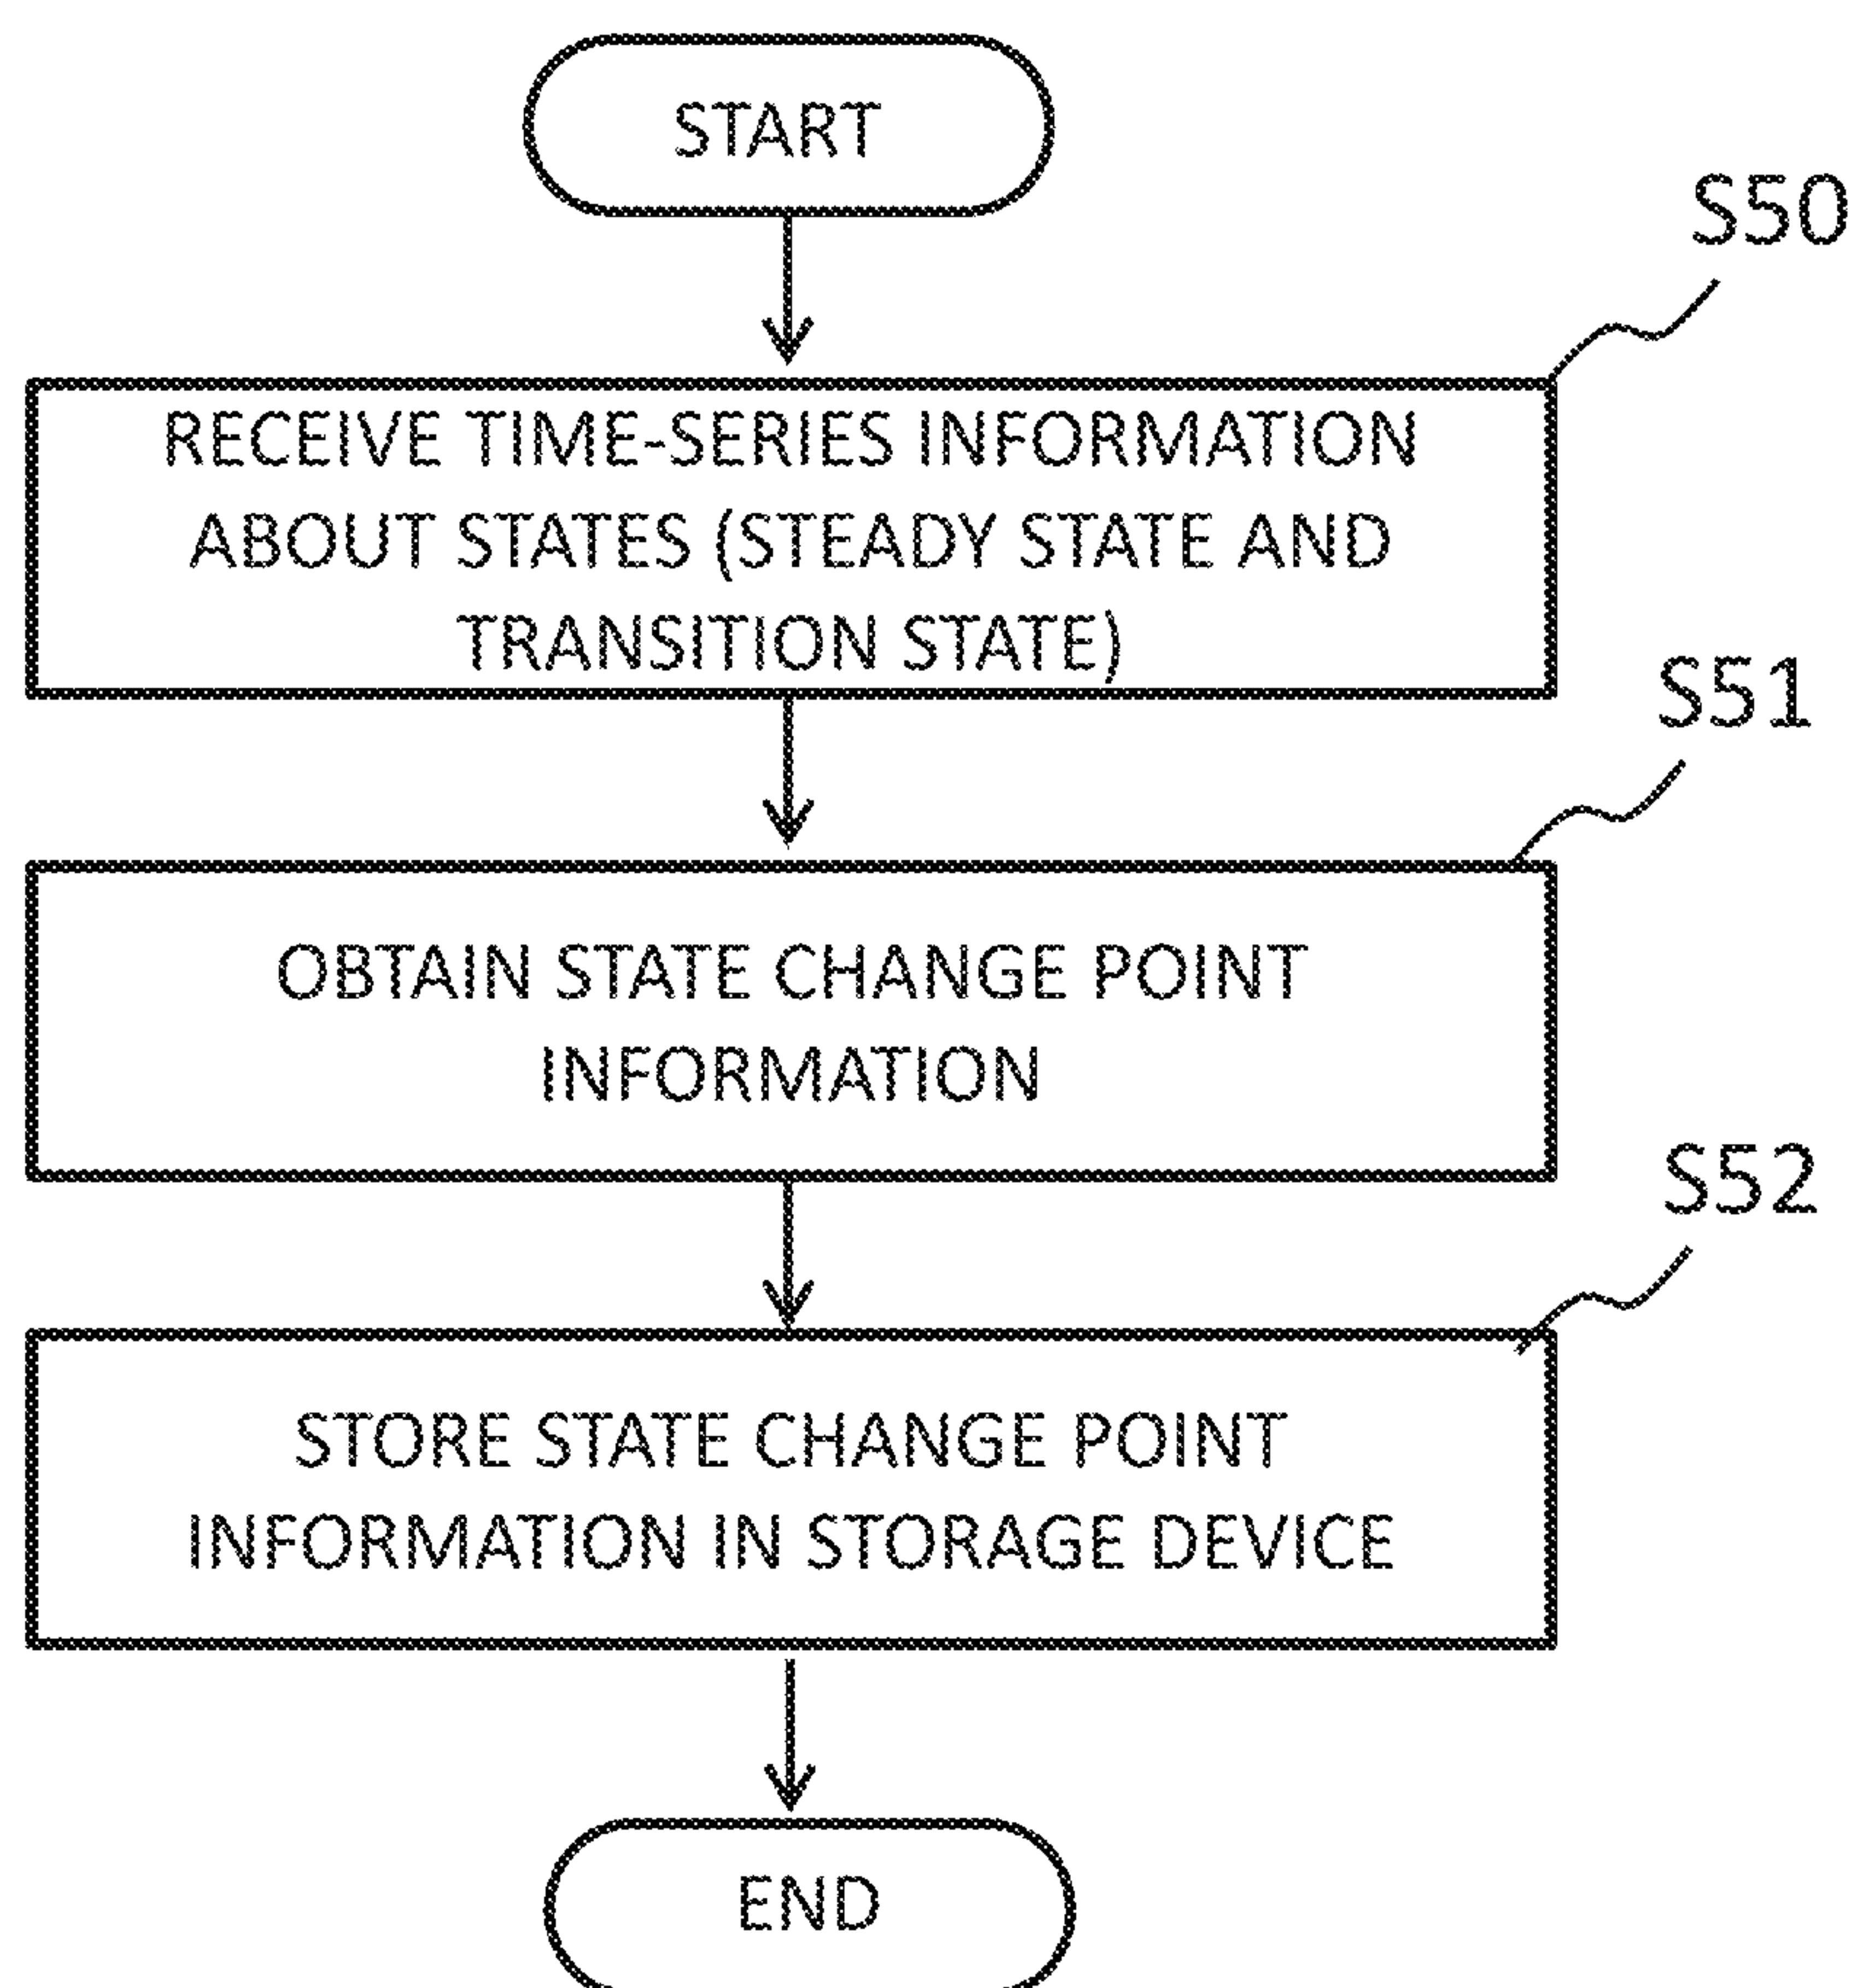 START
S50
RECEIVE TIME-SERIES INFORMATION
ABOUT STATES (STEADY STATE AND
TRANSITION STATE)
S51
OBTAIN STATE CHANGE POINT
INFORMATION
S52
STORE STATE CHANGE POINT
INFORMATION IN STORAGE DEVICE
END